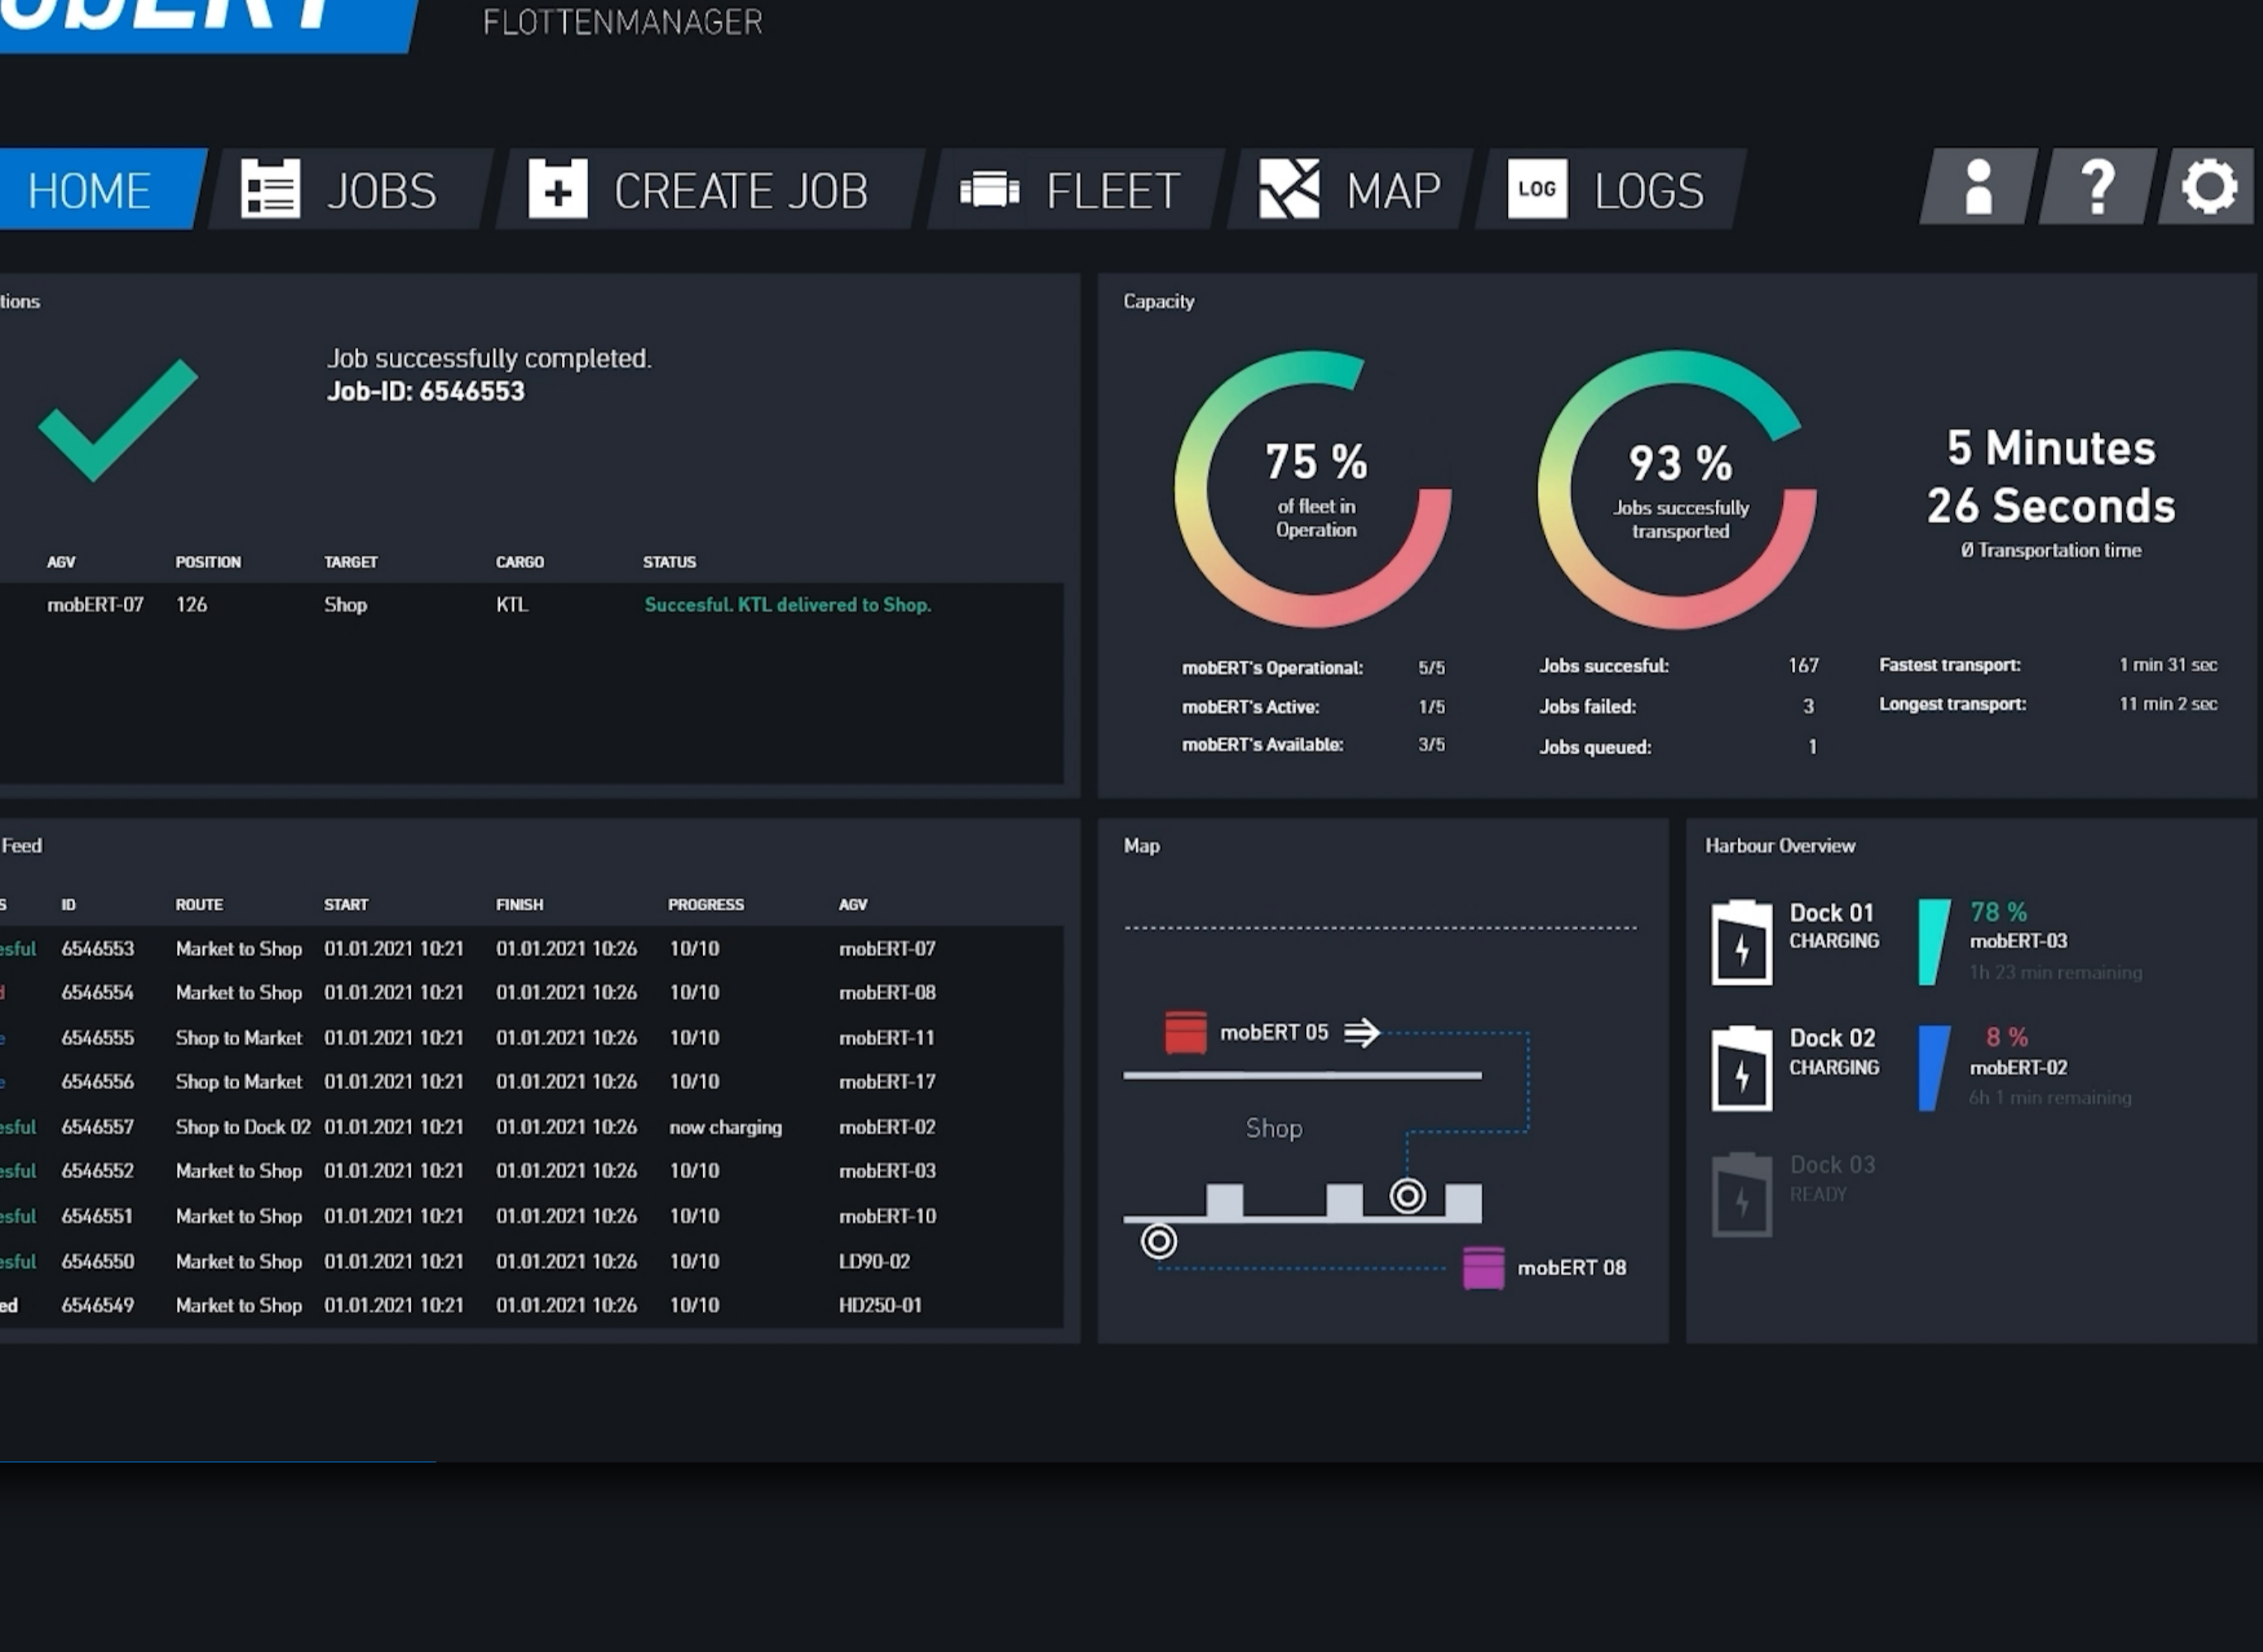 obERT
FLOTTENMANAGER
HOME JOBS CREATE JOB FLEET MAP LOG LOGS ?
tions
Job successfully completed.
Job-ID: 6546553
AGV POSITION TARGET CARGO STATUS
mobERT-07 126 Shop KTL Succesful. KTL delivered to Shop.
Capacity
75 %
of fleet in
Operation
mobERT's Operational: 5/5
mobERT's Active: 1/5
mobERT's Available: 3/5
93 %
Jobs succesfully
transported
Jobs succesful: 167
Jobs failed: 3
Jobs queued: 1
5 Minutes
26 Seconds
Ø Transportation time
Fastest transport: 1 min 31 sec
Longest transport: 11 min 2 sec
Feed
S ID ROUTE START FINISH PROGRESS AGV
esful 6546553 Market to Shop 01.01.2021 10:21 01.01.2021 10:26 10/10 mobERT-07
d 6546554 Market to Shop 01.01.2021 10:21 01.01.2021 10:26 10/10 mobERT-08
e 6546555 Shop to Market 01.01.2021 10:21 01.01.2021 10:26 10/10 mobERT-11
e 6546556 Shop to Market 01.01.2021 10:21 01.01.2021 10:26 10/10 mobERT-17
esful 6546557 Shop to Dock 02 01.01.2021 10:21 01.01.2021 10:26 now charging mobERT-02
esful 6546552 Market to Shop 01.01.2021 10:21 01.01.2021 10:26 10/10 mobERT-03
esful 6546551 Market to Shop 01.01.2021 10:21 01.01.2021 10:26 10/10 mobERT-10
esful 6546550 Market to Shop 01.01.2021 10:21 01.01.2021 10:26 10/10 LD90-02
ed 6546549 Market to Shop 01.01.2021 10:21 01.01.2021 10:26 10/10 HD250-01
Map
mobERT 05
Shop
mobERT 08
Harbour Overview
Dock 01 78 %
CHARGING mobERT-03
1h 23 min remaining
Dock 02 8 %
CHARGING mobERT-02
6h 1 min remaining
Dock 03
READY